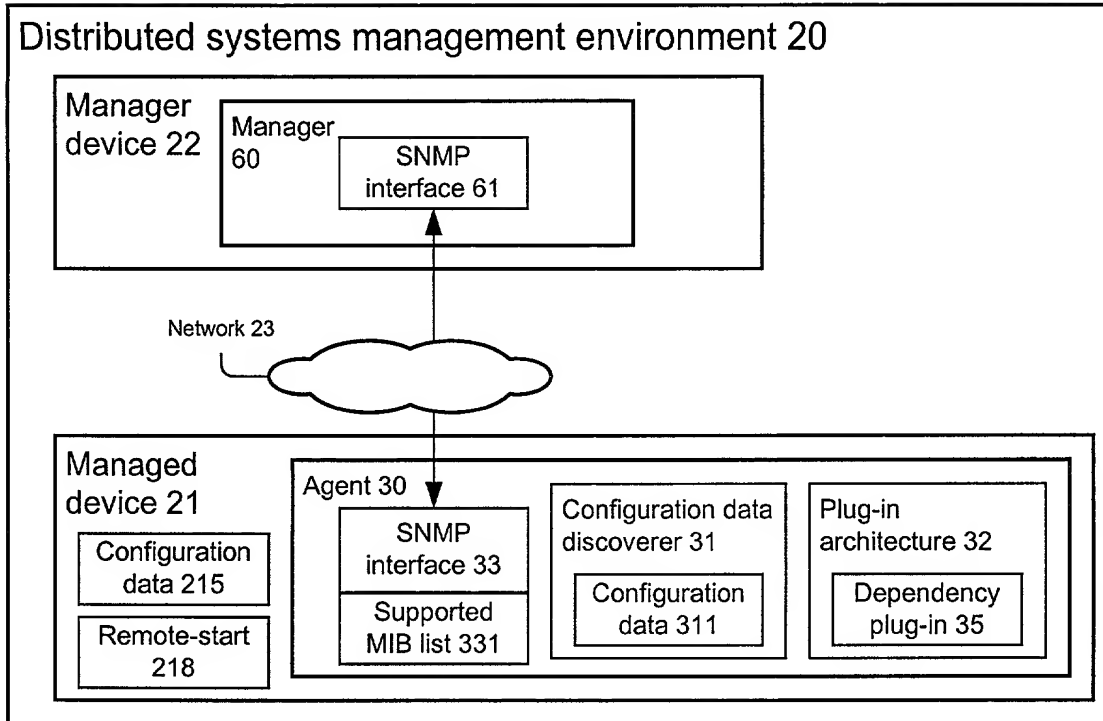 Distributed systems management environment 20
Manager
device 22
Manager
60
SNMP
interface 61
Network 23
Managed
device 21
Configuration
data 215
Remote-start
218
Agent 30
SNMP
interface 33
Supported
MIB list 331
Configuration data
discoverer 31
Configuration
data 311
Plug-in
architecture 32
Dependency
plug-in 35